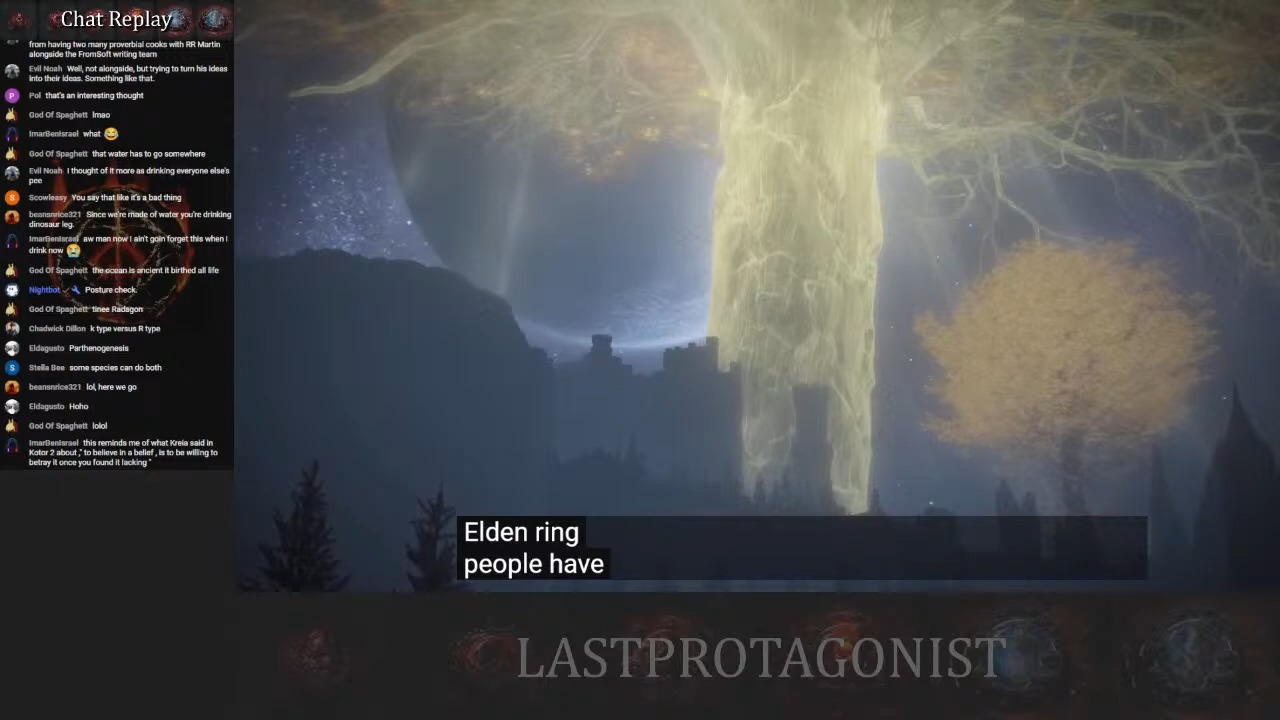 Chat Replay
from having two many proverbial cooks with RR Martin
alongside the FromSoft writing team
Evil Noah Well, not alongside, but trying to turn his ideas
into their ideas. Something like that.
P Pol that's an interesting thought
God Of Spaghett lmao
ImarBenIsrael what 😂
God Of Spaghett that water has to go somewhere
Evil Noah I thought of it more as drinking everyone else's
pee
S Scowleasy You say that like it's a bad thing
beansnrice321 Since we're made of water you're drinking
dinosaur leg.
ImarBenIsrael aw man now I ain't goin forget this when I
drink now 😭
God Of Spaghett the ocean is ancient it birthed all life
Nightbot Posture check.
God Of Spaghett tinee Radagon
Chadwick Dillon k type versus R type
Eldagusto Parthenogenesis
S Stella Bee some species can do both
beansnrice321 lol, here we go
Eldagusto Hoho
God Of Spaghett lolol
ImarBenIsrael this reminds me of what Kreia said in
Kotor 2 about ," to believe in a belief , is to be willing to
betray it once you found it lacking "
Elden ring
people have
LASTPROTAGONIST